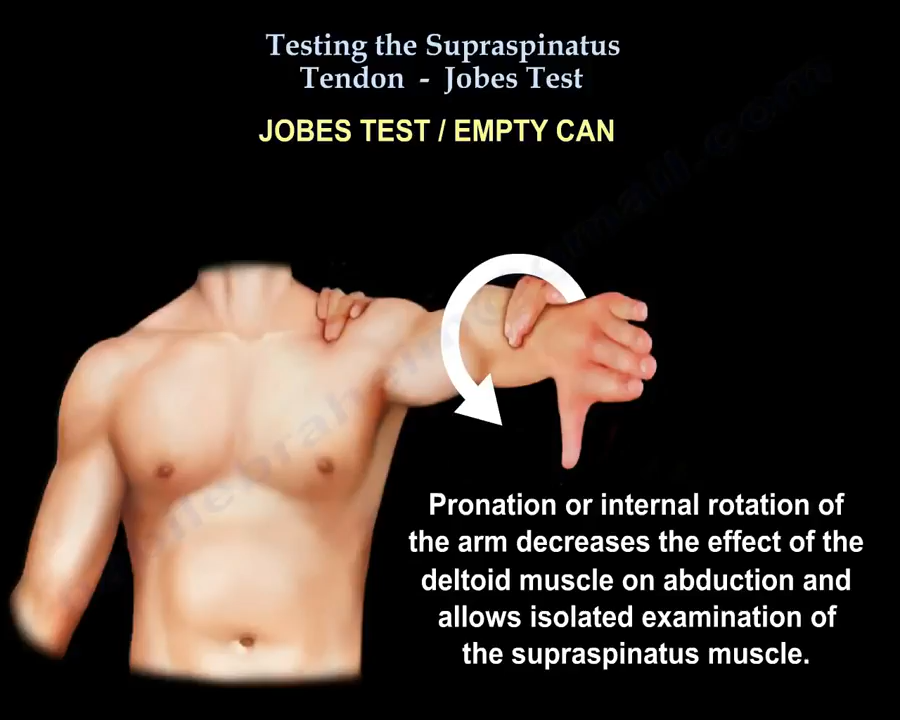 Testing the Supraspinatus
Tendon - Jobes Test
JOBES TEST / EMPTY CAN
Pronation or internal rotation of
the arm decreases the effect of the
deltoid muscle on abduction and
allows isolated examination of
the supraspinatus muscle.